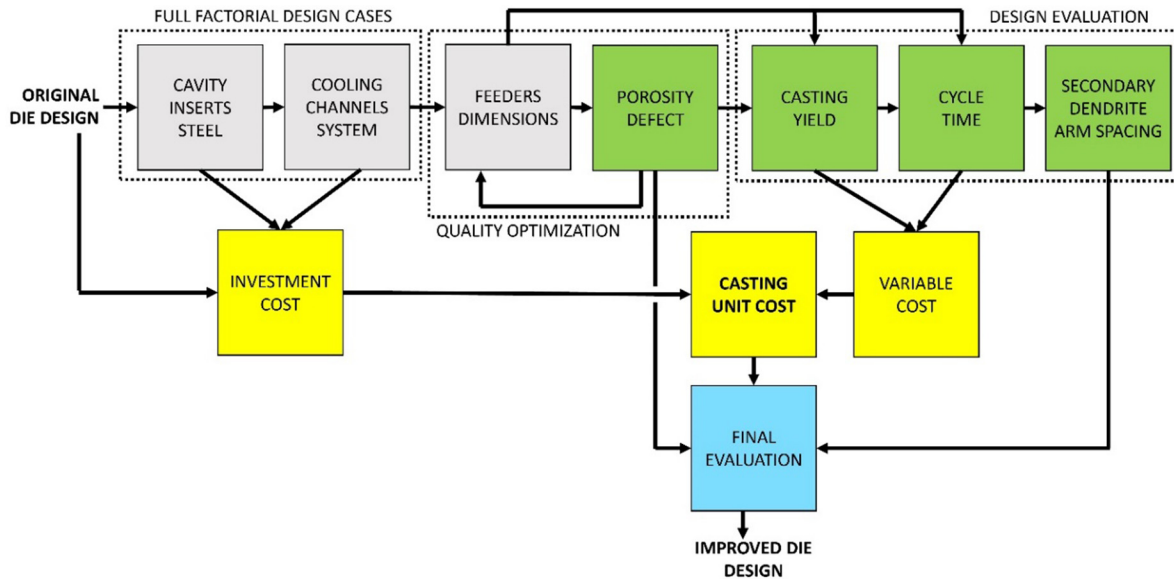 FULL FACTORIAL DESIGN CASES
DESIGN EVALUATION
ORIGINAL
DIE DESIGN
CAVITY
INSERTS
STEEL
COOLING
CHANNELS
SYSTEM
FEEDERS
DIMENSIONS
POROSITY
DEFECT
CASTING
YIELD
CYCLE
TIME
SECONDARY
DENDRITE
ARM SPACING
QUALITY OPTIMIZATION
INVESTMENT
COST
CASTING
UNIT COST
VARIABLE
COST
FINAL
EVALUATION
IMPROVED DIE
DESIGN